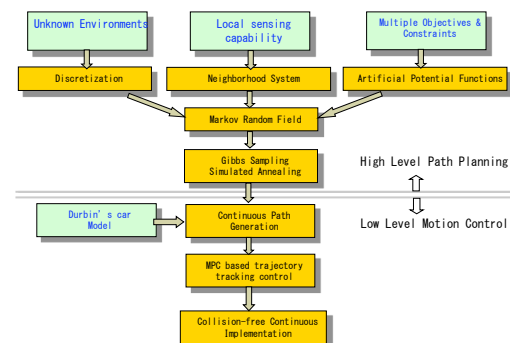 Unknown Environments
Local sensing
capability
Multiple Objectives &
Constraints
Discretization
Neighborhood System
Artificial Potential Functions
Markov Random Field
Gibbs Sampling
Simulated Annealing
High Level Path Planning
Durbin's car
Model
Continuous Path
Generation
Low Level Motion Control
MPC based trajectory
tracking control
Collision-free Continuous
Implementation